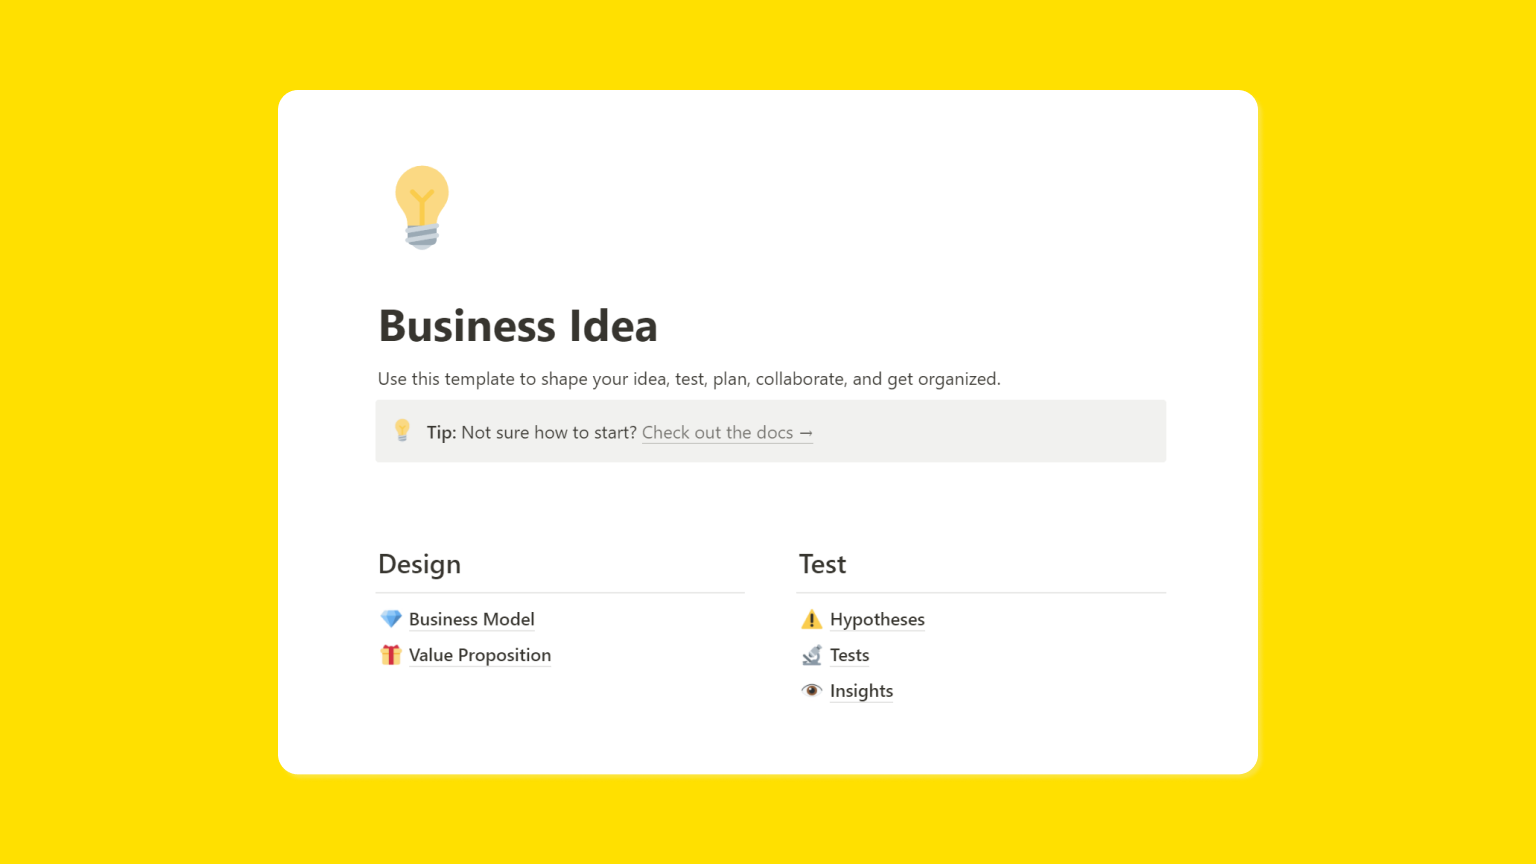 Business Idea
Use this template to shape your idea, test, plan, collaborate, and get organized.
Tip: Not sure how to start? Check out the docs →
Design
Business Model
Value Proposition
Test
Hypotheses
Tests
Insights